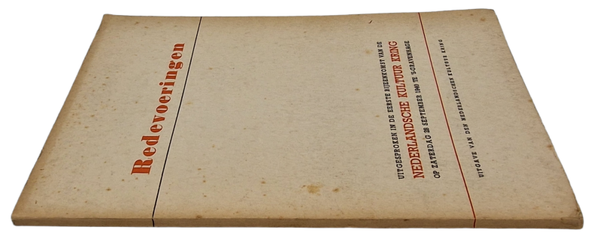 Redevoeringen
UITGESPROKEN IN DE EERSTE BIJEENKOMST VAN DE
NEDERLANDSCHE KULTUUR KRING
OP ZATERDAG 28 SEPTEMBER 1940 TE 'S-GRAVENHAGE
UITGAVE VAN DEN NEDERLANDSCHEN KULTUUR KRING